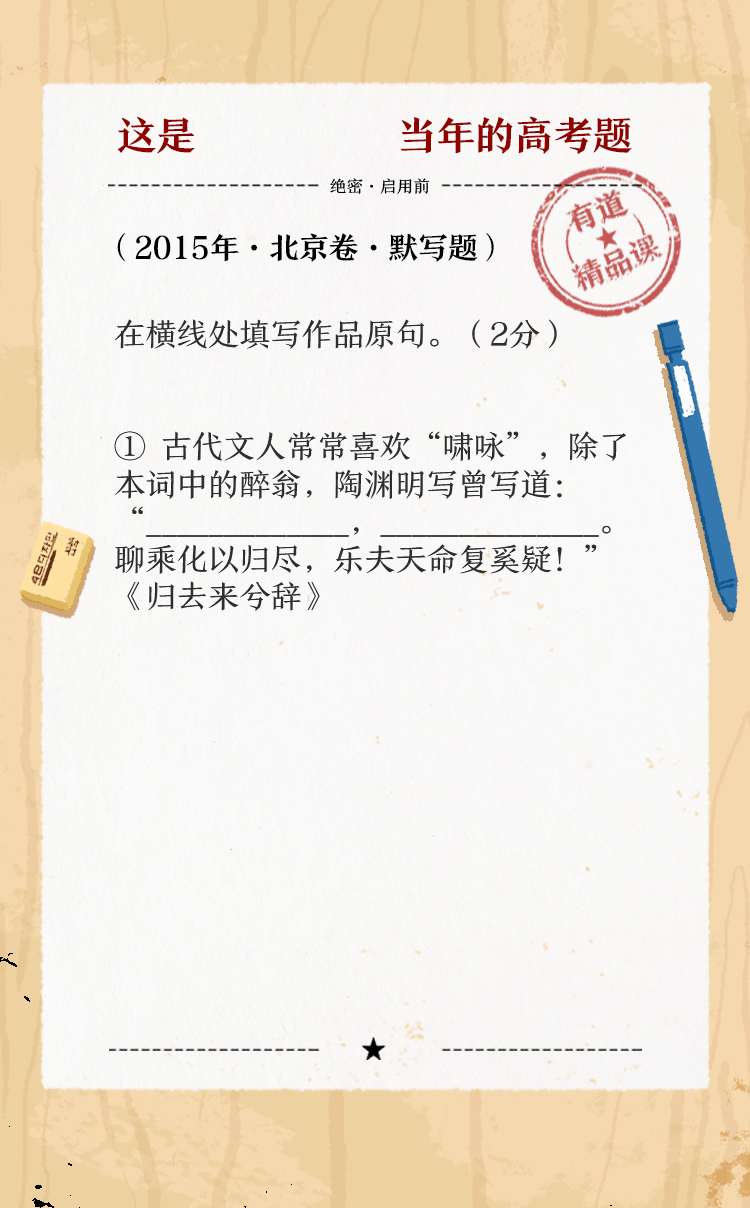 这是 当年的高考题
绝密·启用前
有道
精品课
（2015年·北京卷·默写题）
在横线处填写作品原句。（2分）
① 古代文人常常喜欢“啸咏”，除了
本词中的醉翁，陶渊明写曾写道：
“_____________，______________。
聊乘化以归尽，乐夫天命复奚疑！”
《归去来兮辞》